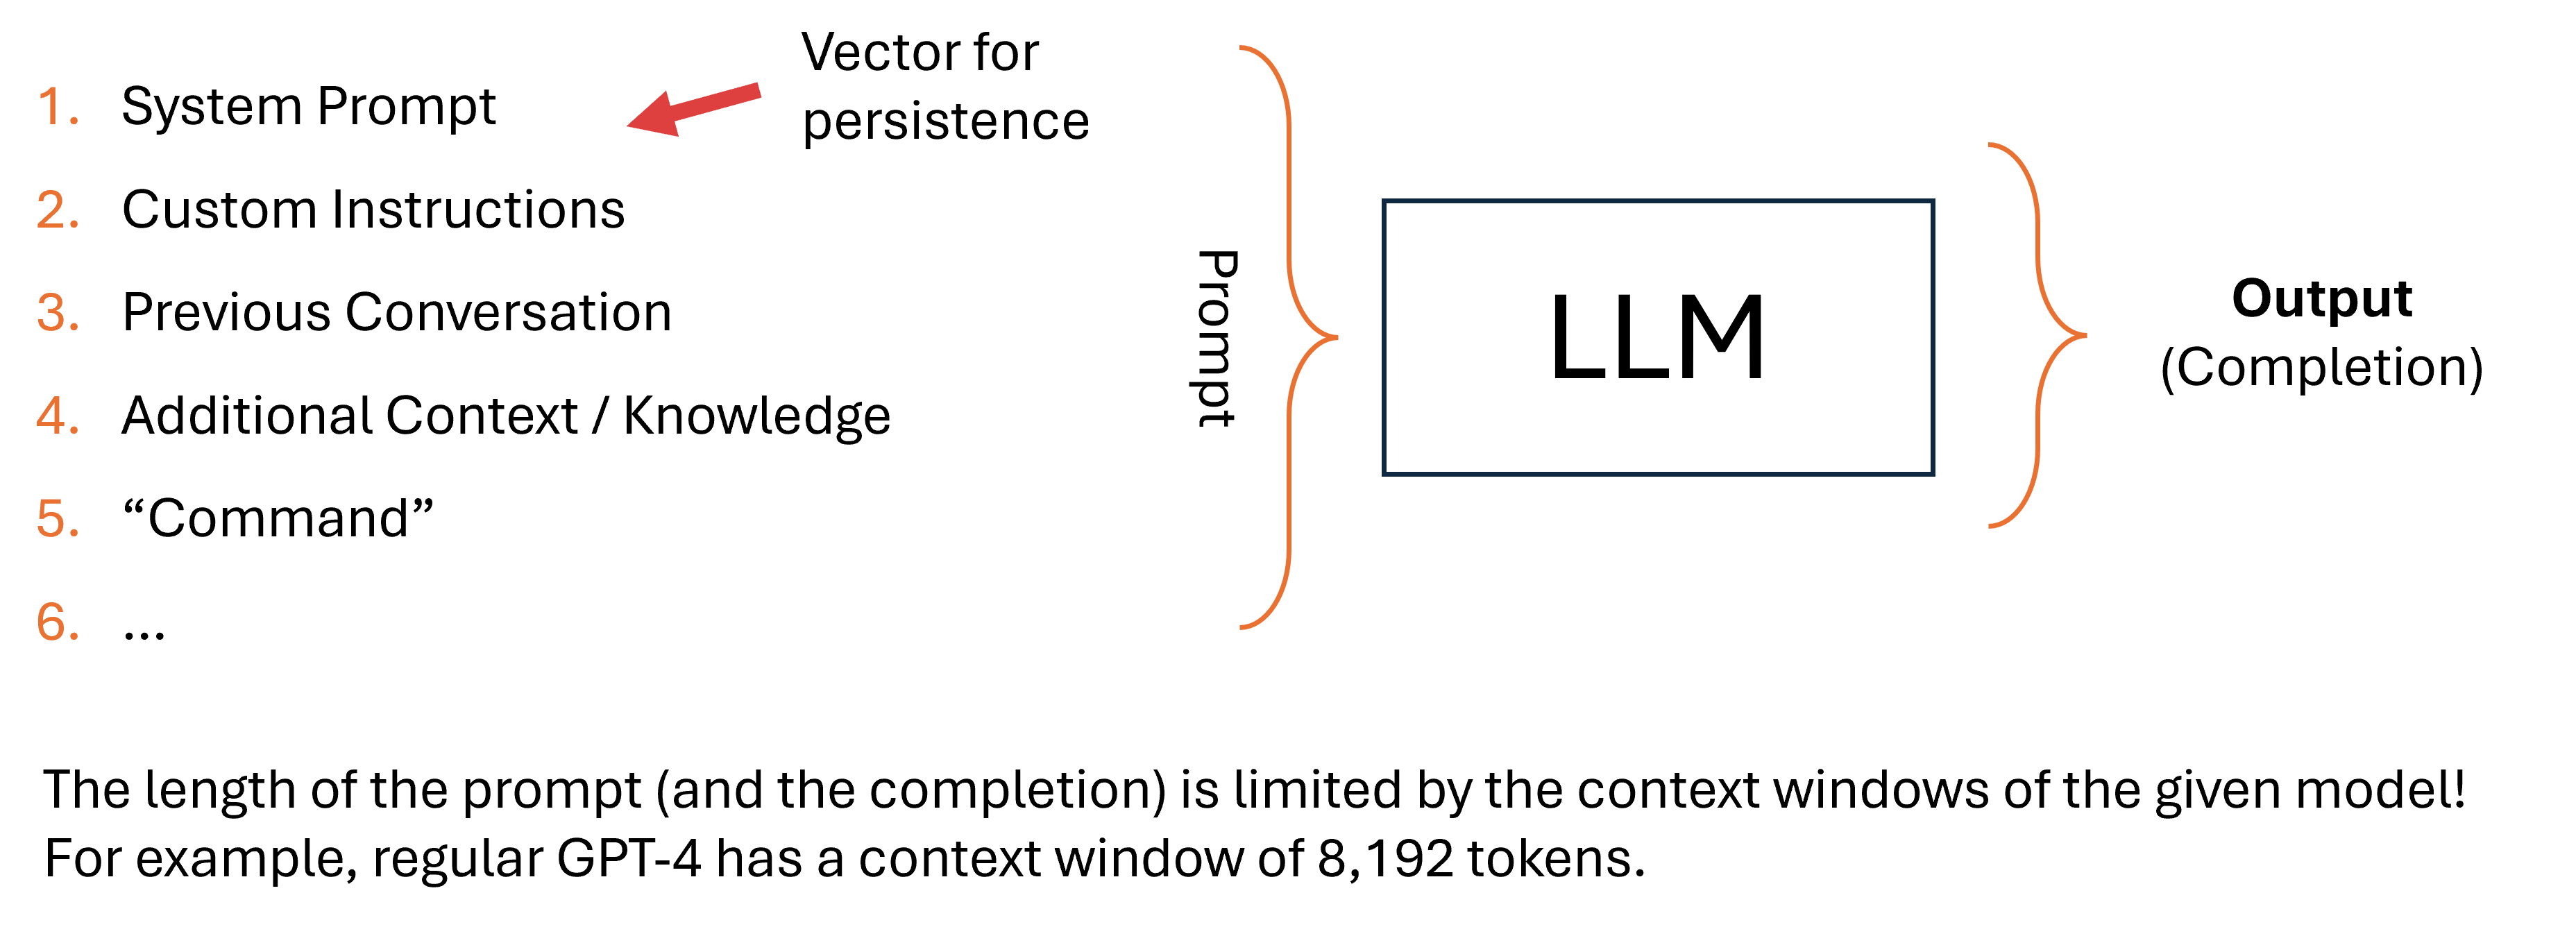 1. System Prompt
2. Custom Instructions
3. Previous Conversation
4. Additional Context / Knowledge
5. “Command”
6. ...
Vector for
persistence
Prompt
LLM
Output
(Completion)
The length of the prompt (and the completion) is limited by the context windows of the given model!
For example, regular GPT-4 has a context window of 8,192 tokens.